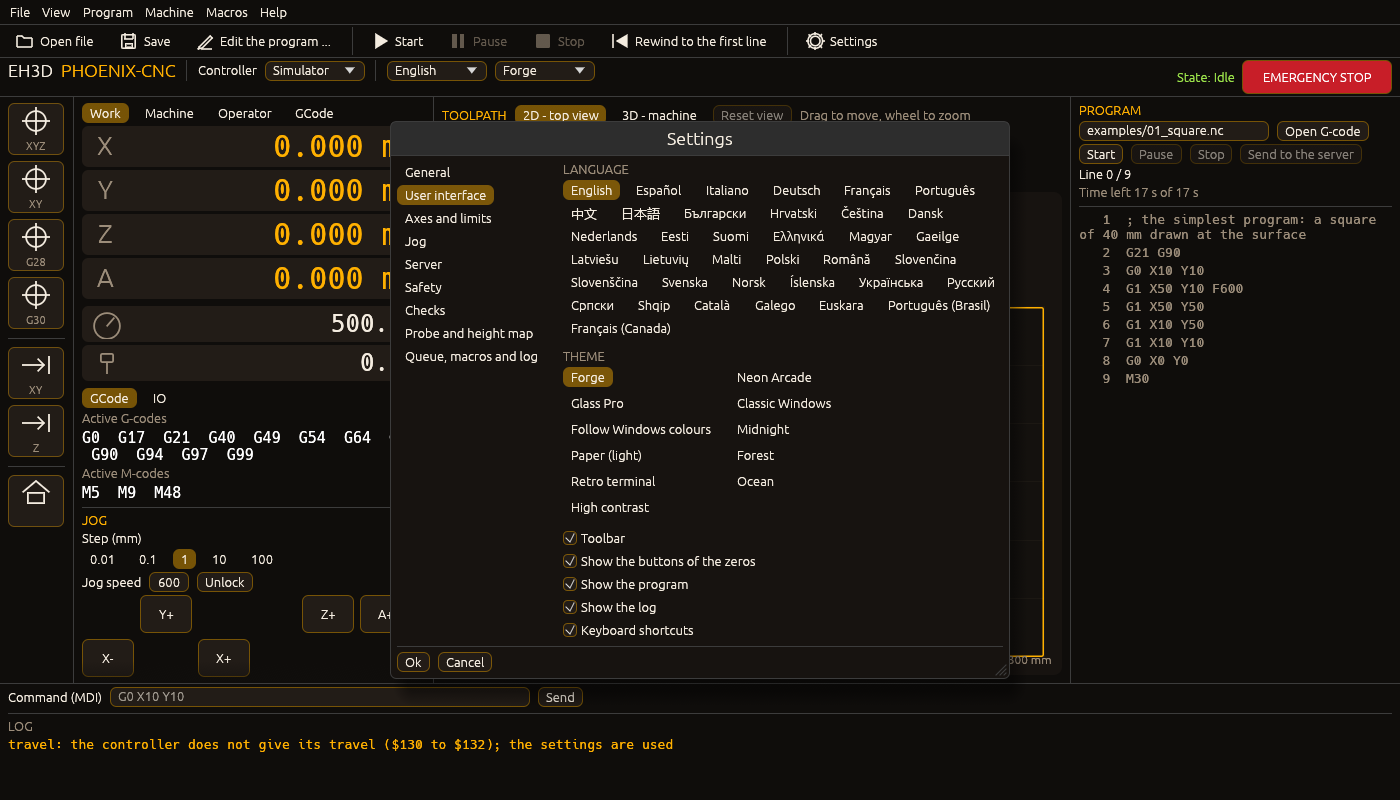 File View Program Machine Macros Help
Open file Save Edit the program ... Start Pause Stop Rewind to the first line Settings
EH3D PHOENIX-CNC Controller Simulator English Forge State: Idle EMERGENCY STOP
XYZ
XY
G28
G30
XY
Z
Work Machine Operator GCode
X 0.000
Y 0.000
Z 0.000
A 0.000
500.
0.
GCode IO
Active G-codes
G0 G17 G21 G40 G49 G54 G64
G90 G94 G97 G99
Active M-codes
M5 M9 M48
JOG
Step (mm)
0.01 0.1 1 10 100
Jog speed 600 Unlock
Y+ Z+ A+
X- X+
TOOLPATH 2D - top view 3D - machine Reset view Drag to move, wheel to zoom
Settings
General
User interface
Axes and limits
Jog
Server
Safety
Checks
Probe and height map
Queue, macros and log
LANGUAGE
English Español Italiano Deutsch Français Português
中文 日本語 Български Hrvatski Čeština Dansk
Nederlands Eesti Suomi Ελληνικά Magyar Gaeilge
Latviešu Lietuvių Malti Polski Română Slovenčina
Slovenščina Svenska Norsk Íslenska Українська Русский
Српски Shqip Català Galego Euskara Português (Brasil)
Français (Canada)
THEME
Forge Neon Arcade
Glass Pro Classic Windows
Follow Windows colours Midnight
Paper (light) Forest
Retro terminal Ocean
High contrast
Toolbar
Show the buttons of the zeros
Show the program
Show the log
Keyboard shortcuts
Ok Cancel
300 mm
PROGRAM
examples/01_square.nc Open G-code
Start Pause Stop Send to the server
Line 0 / 9
Time left 17 s of 17 s
1 ; the simplest program: a square
of 40 mm drawn at the surface
2 G21 G90
3 G0 X10 Y10
4 G1 X50 Y10 F600
5 G1 X50 Y50
6 G1 X10 Y50
7 G1 X10 Y10
8 G0 X0 Y0
9 M30
Command (MDI) G0 X10 Y10 Send
LOG
travel: the controller does not give its travel ($130 to $132); the settings are used